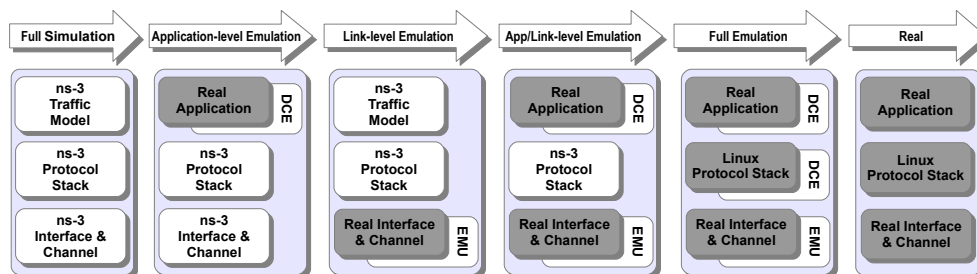 Full Simulation
Application-level Emulation
Link-level Emulation
App/Link-level Emulation
Full Emulation
Real
ns-3
Traffic
Model
ns-3
Protocol
Stack
ns-3
Interface &
Channel
Real
Application
DCE
ns-3
Protocol
Stack
ns-3
Interface &
Channel
ns-3
Traffic
Model
ns-3
Protocol
Stack
Real Interface
& Channel
EMU
Real
Application
DCE
ns-3
Protocol
Stack
Real Interface
& Channel
EMU
Real
Application
DCE
Linux
Protocol Stack
DCE
Real Interface
& Channel
EMU
Real
Application
Linux
Protocol Stack
Real Interface
& Channel